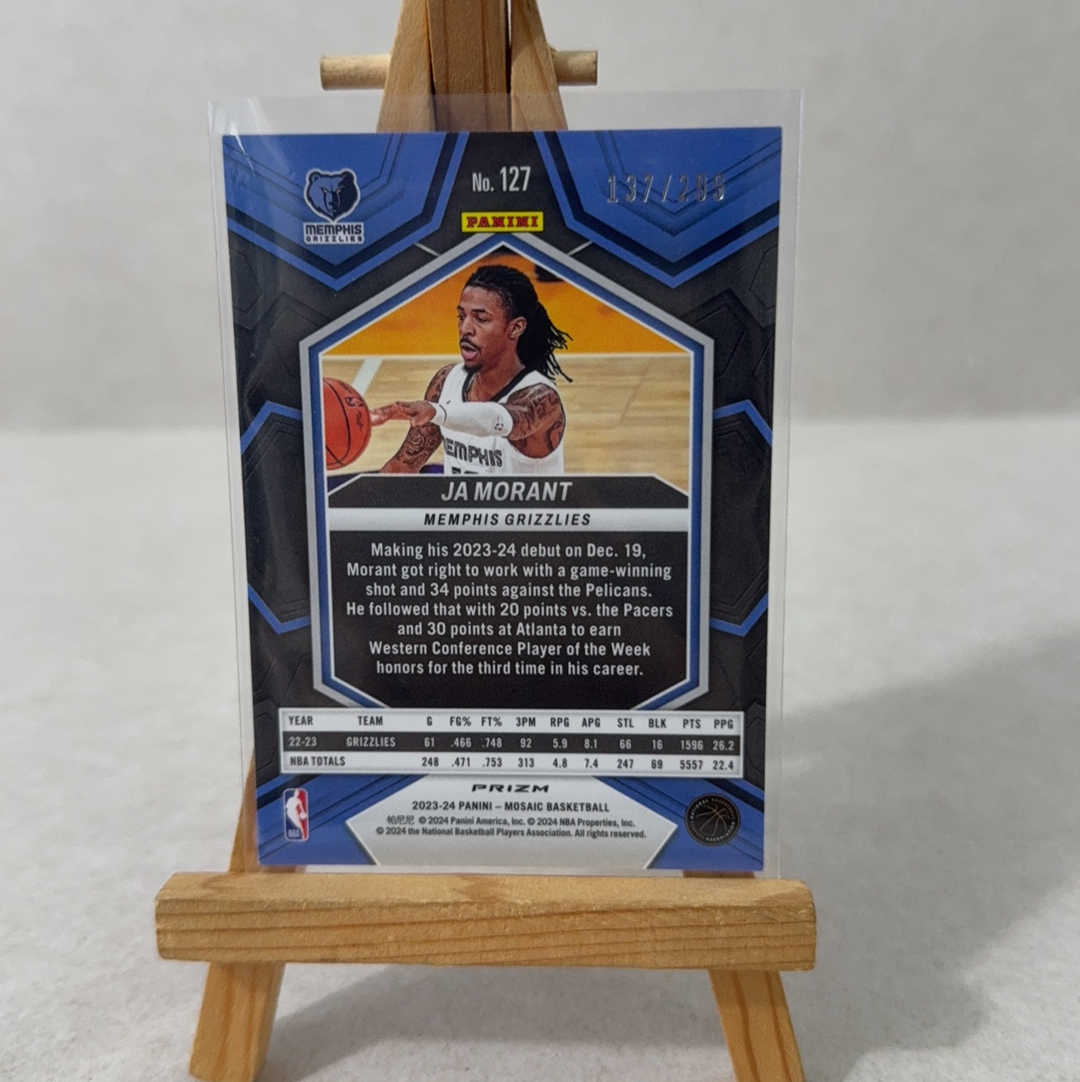 No. 127
137/299
MEMPHIS
GRIZZLIES
PANINI
MEMPHIS
JA MORANT
MEMPHIS GRIZZLIES
Making his 2023-24 debut on Dec. 19,
Morant got right to work with a game-winning
shot and 34 points against the Pelicans.
He followed that with 20 points vs. the Pacers
and 30 points at Atlanta to earn
Western Conference Player of the Week
honors for the third time in his career.
YEAR TEAM G FG% FT% 3PM RPG APG STL BLK PTS PPG
22-23 GRIZZLIES 61 .466 .748 92 5.9 8.1 66 16 1596 26.2
NBA TOTALS 248 .471 .753 313 4.8 7.4 247 69 5557 22.4
PRIZM
2023-24 PANINI – MOSAIC BASKETBALL
帕尼尼 © 2024 Panini America, Inc. © 2024 NBA Properties, Inc.
© 2024 the National Basketball Players Association. All rights reserved.
NBA